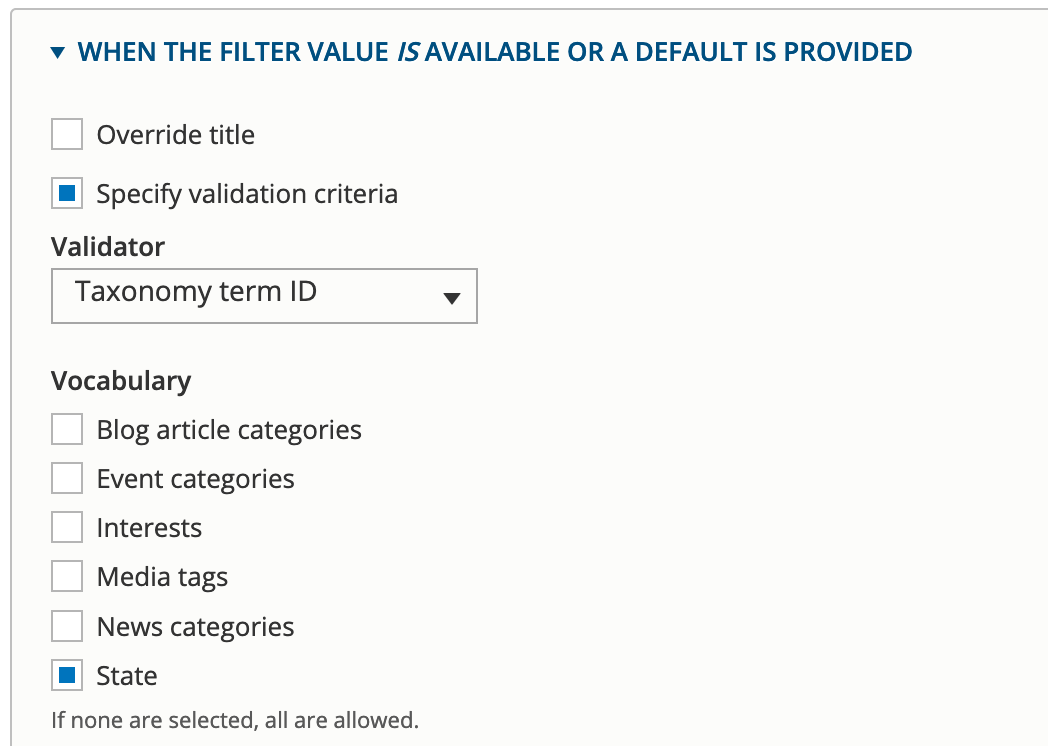 WHEN THE FILTER VALUE IS AVAILABLE OR A DEFAULT IS PROVIDED
Override title
Specify validation criteria
Validator
Taxonomy term ID
Vocabulary
Blog article categories
Event categories
Interests
Media tags
News categories
State
If none are selected, all are allowed.